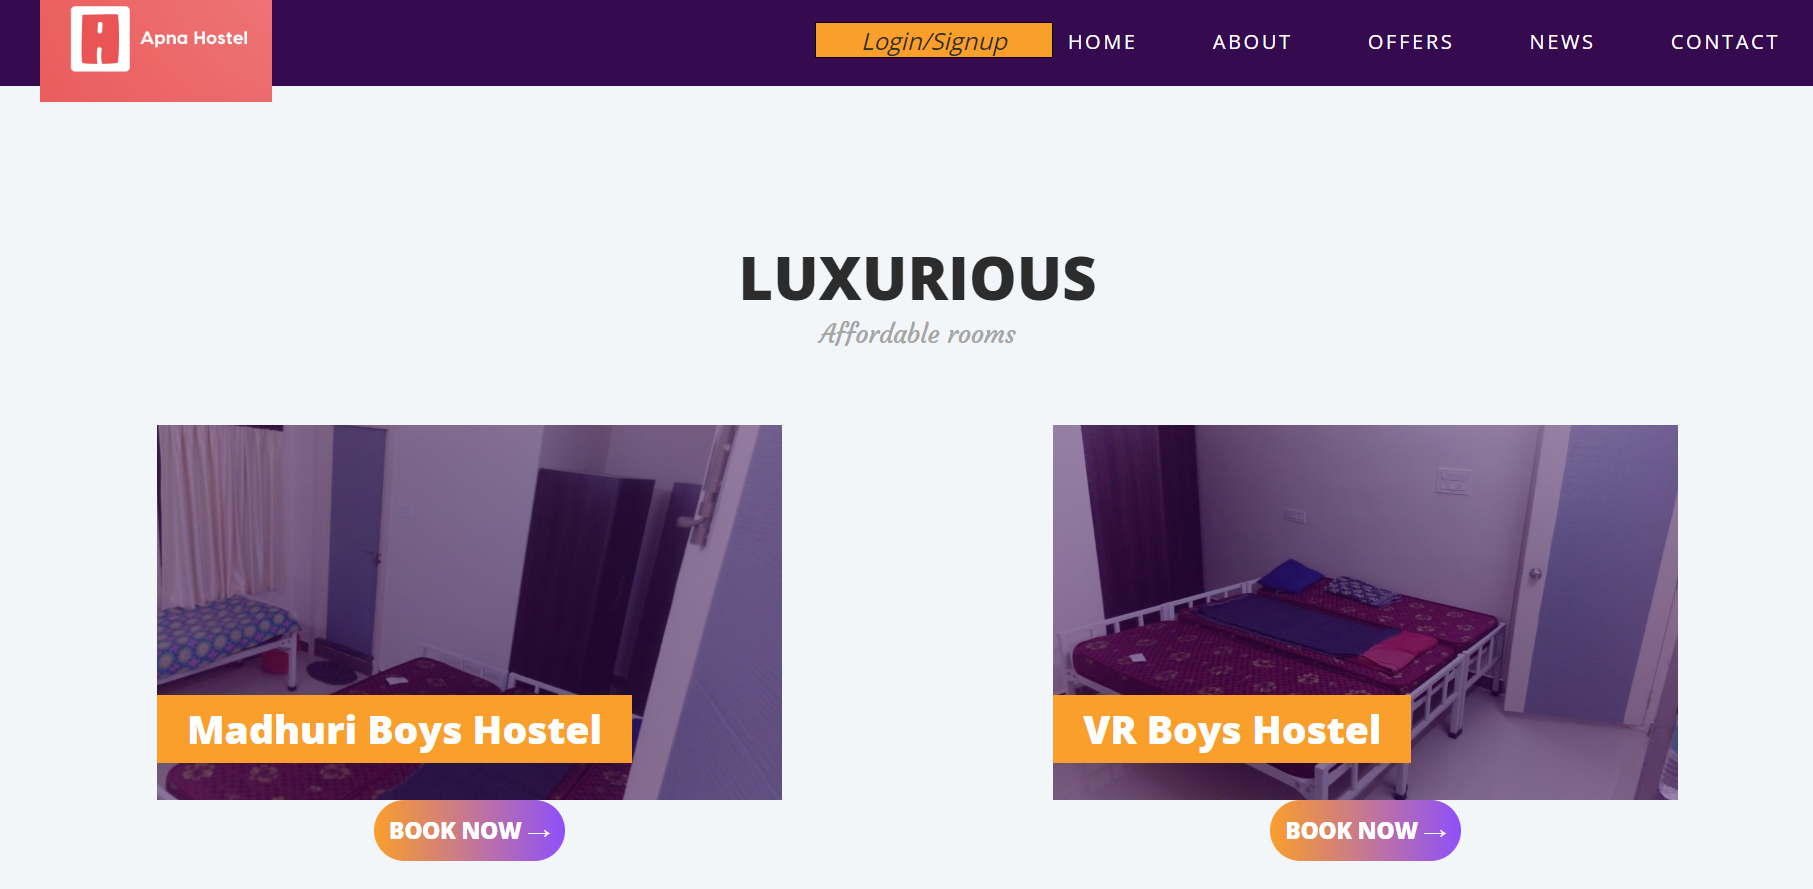 Apna Hostel
Login/Signup HOME ABOUT OFFERS NEWS CONTACT
LUXURIOUS
Affordable rooms
Madhuri Boys Hostel
VR Boys Hostel
BOOK NOW →
BOOK NOW →